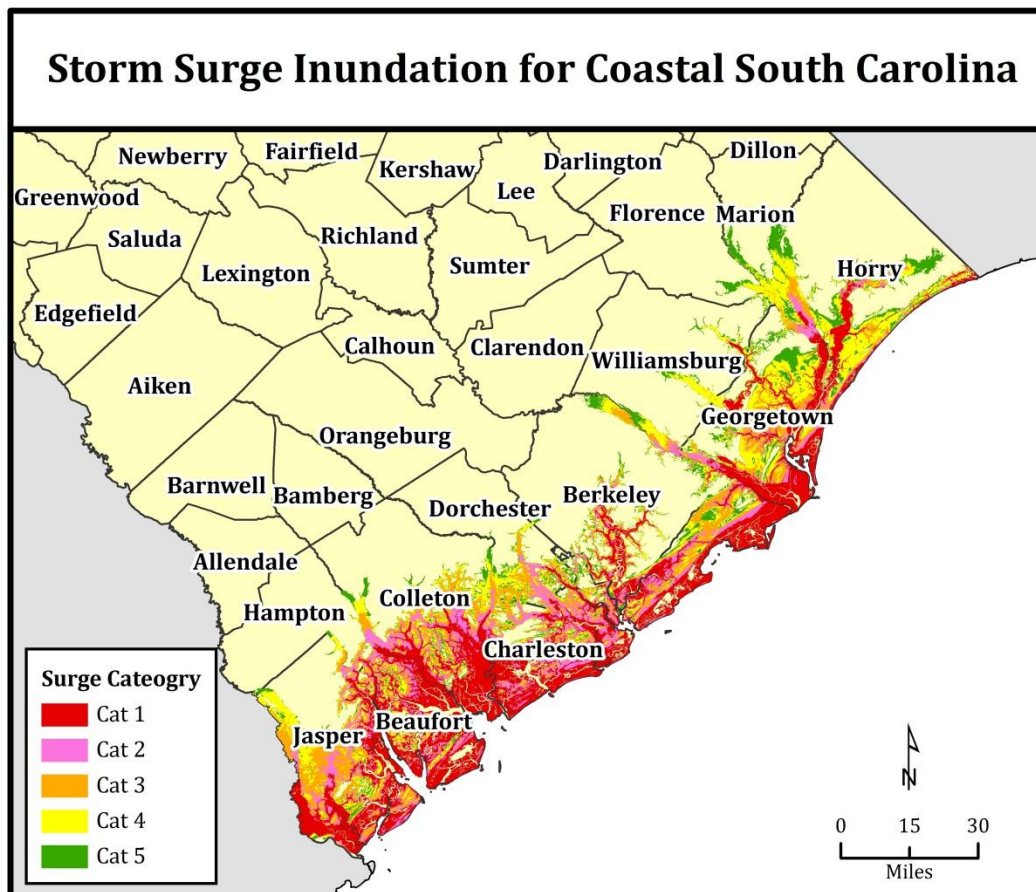 Storm Surge Inundation for Coastal South Carolina
Newberry
Fairfield
Kershaw
Darlington
Dillon
Greenwood
Lee
Saluda
Richland
Florence
Marion
Lexington
Sumter
Horry
Edgefield
Calhoun
Clarendon
Williamsburg
Aiken
Georgetown
Orangeburg
Barnwell
Bamberg
Dorchester
Berkeley
Allendale
Hampton
Colleton
Charleston
Beaufort
Jasper
Surge Cateogry
Cat 1
Cat 2
Cat 3
Cat 4
Cat 5
N
0 15 30
Miles